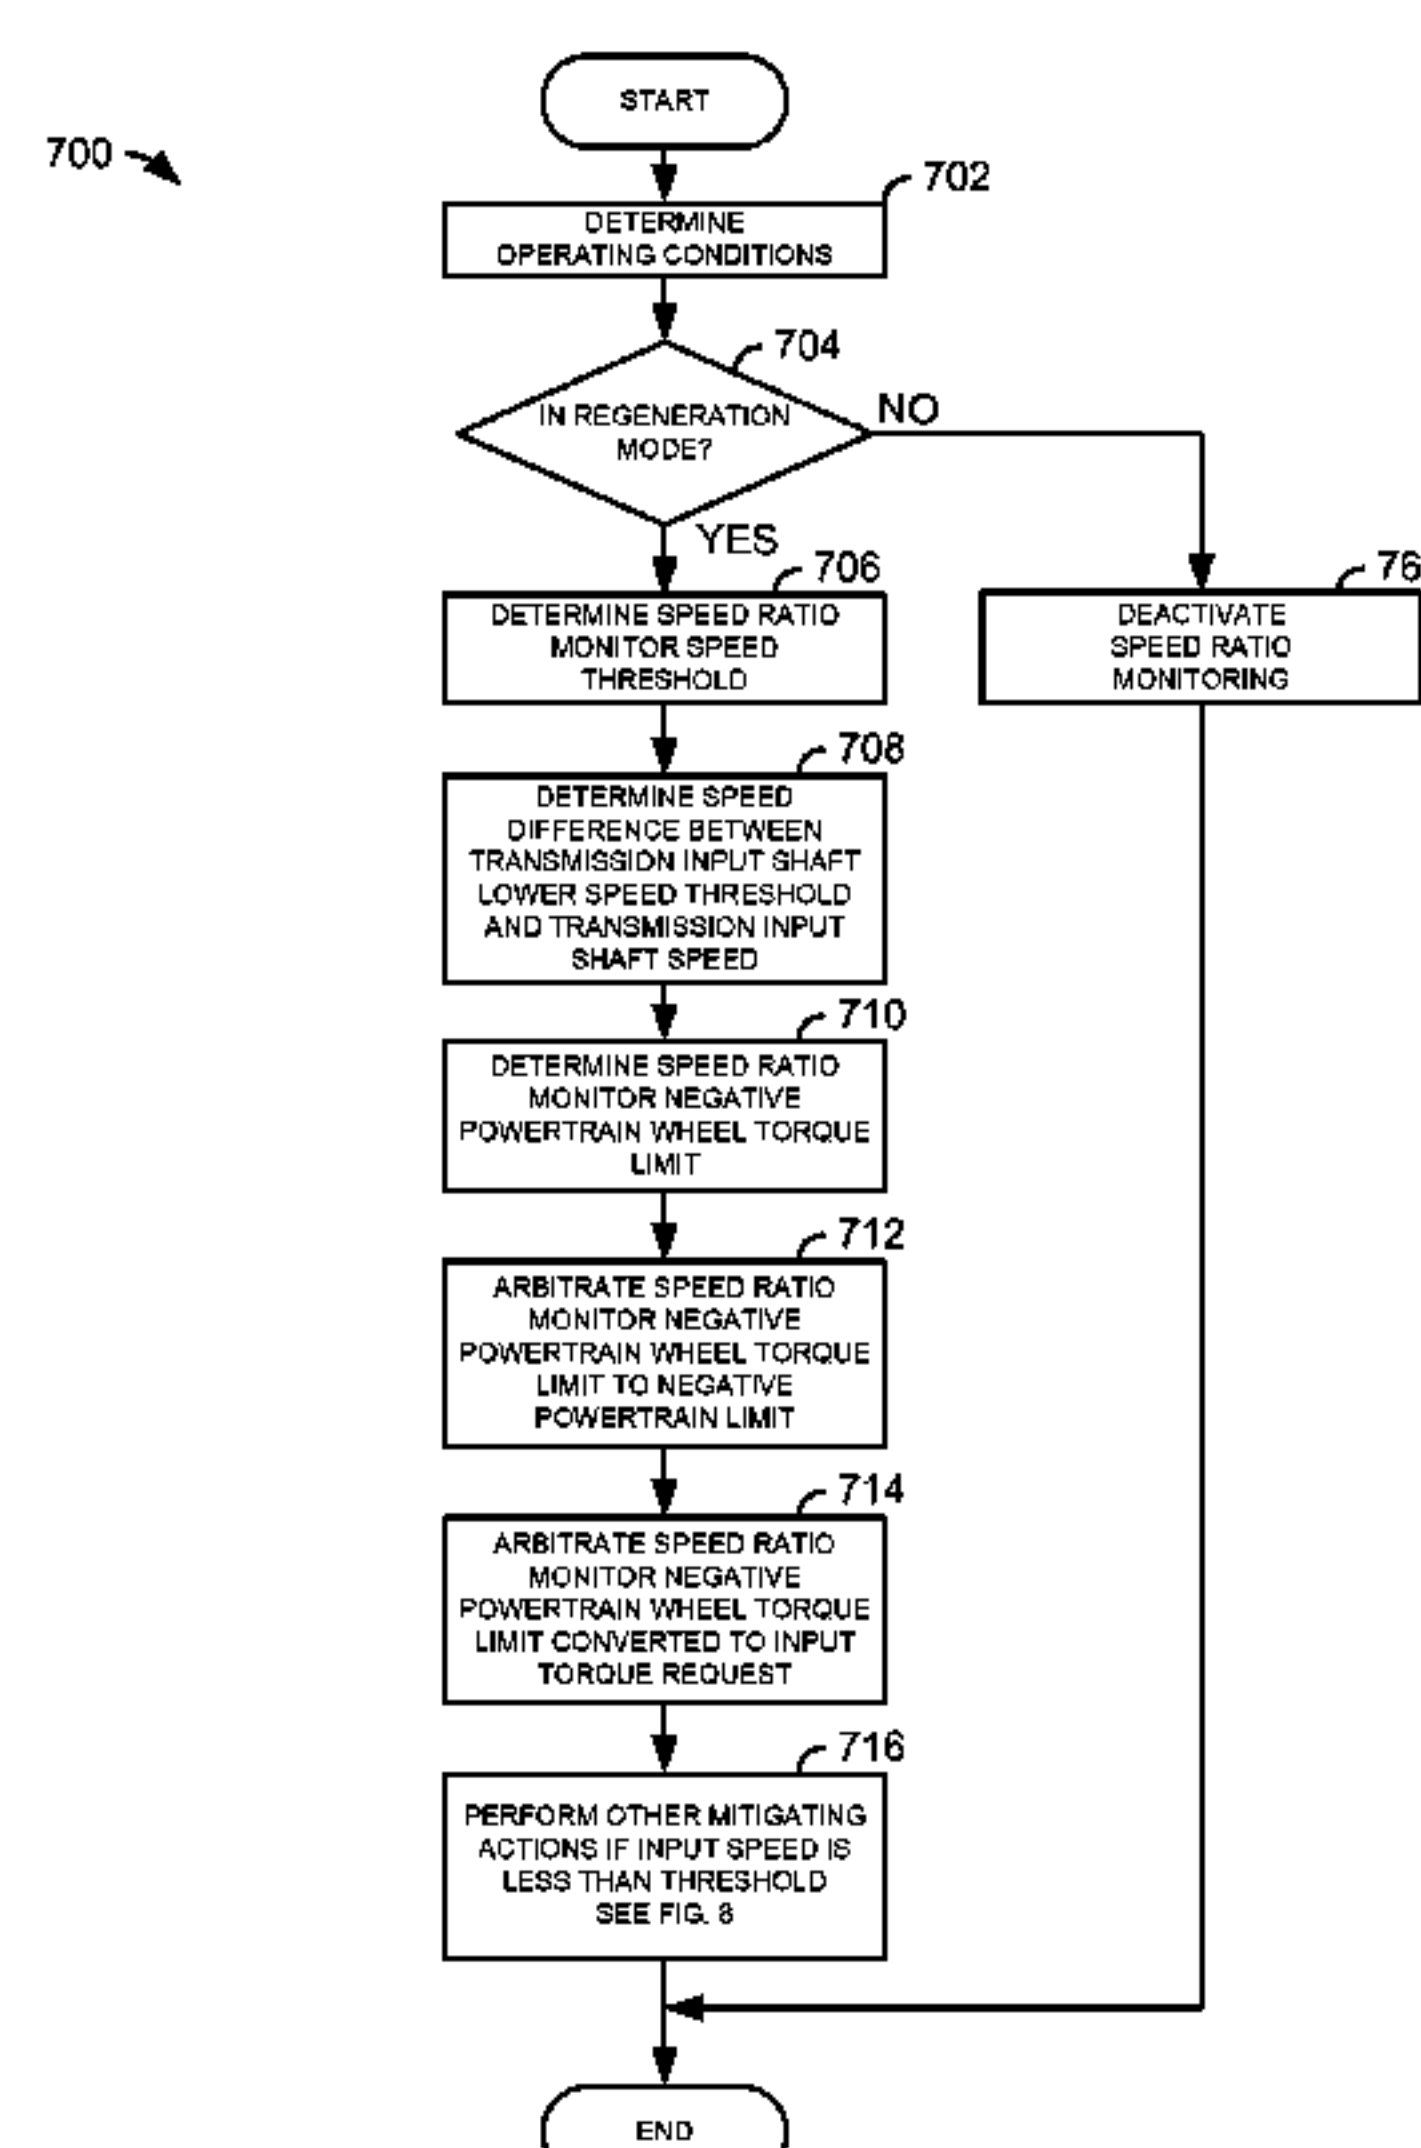 START
700
702
DETERMINE
OPERATING CONDITIONS
704
IN REGENERATION
MODE?
NO
YES
706
DETERMINE SPEED RATIO
MONITOR SPEED
THRESHOLD
76
DEACTIVATE
SPEED RATIO
MONITORING
708
DETERMINE SPEED
DIFFERENCE BETWEEN
TRANSMISSION INPUT SHAFT
LOWER SPEED THRESHOLD
AND TRANSMISSION INPUT
SHAFT SPEED
710
DETERMINE SPEED RATIO
MONITOR NEGATIVE
POWERTRAIN WHEEL TORQUE
LIMIT
712
ARBITRATE SPEED RATIO
MONITOR NEGATIVE
POWERTRAIN WHEEL TORQUE
LIMIT TO NEGATIVE
POWERTRAIN LIMIT
714
ARBITRATE SPEED RATIO
MONITOR NEGATIVE
POWERTRAIN WHEEL TORQUE
LIMIT CONVERTED TO INPUT
TORQUE REQUEST
716
PERFORM OTHER MITIGATING
ACTIONS IF INPUT SPEED IS
LESS THAN THRESHOLD
SEE FIG. 8
END